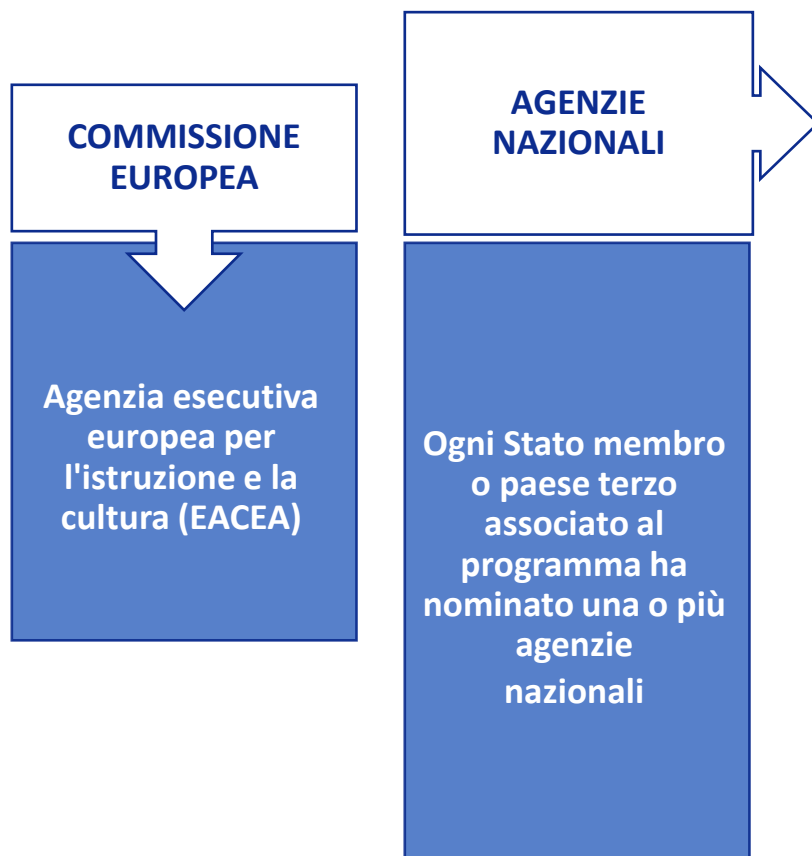 COMMISSIONE
EUROPEA
Agenzia esecutiva
europea per
l'istruzione e la
cultura (EACEA)
AGENZIE
NAZIONALI
Ogni Stato membro
o paese terzo
associato al
programma ha
nominato una o più
agenzie
nazionali